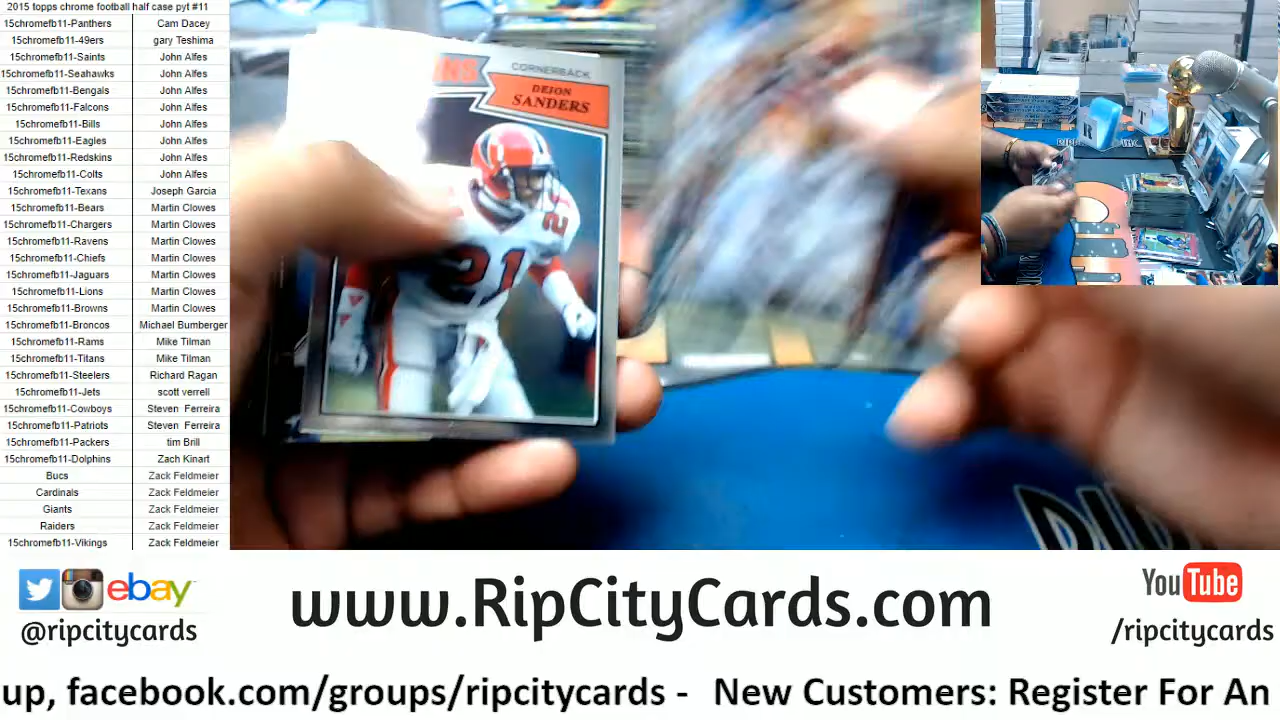 2015 topps chrome football half case pyt #11
15chromefb11-Panthers Cam Dacey
15chromefb11-49ers gary Teshima
15chromefb11-Saints John Alfes
15chromefb11-Seahawks John Alfes
15chromefb11-Bengals John Alfes
15chromefb11-Falcons John Alfes
15chromefb11-Bills John Alfes
15chromefb11-Eagles John Alfes
15chromefb11-Redskins John Alfes
15chromefb11-Colts John Alfes
15chromefb11-Texans Joseph Garcia
15chromefb11-Bears Martin Clowes
15chromefb11-Chargers Martin Clowes
15chromefb11-Ravens Martin Clowes
15chromefb11-Chiefs Martin Clowes
15chromefb11-Jaguars Martin Clowes
15chromefb11-Lions Martin Clowes
15chromefb11-Browns Martin Clowes
15chromefb11-Broncos Michael Bumberger
15chromefb11-Rams Mike Tilman
15chromefb11-Titans Mike Tilman
15chromefb11-Steelers Richard Ragan
15chromefb11-Jets scott verrell
15chromefb11-Cowboys Steven Ferreira
15chromefb11-Patriots Steven Ferreira
15chromefb11-Packers tim Brill
15chromefb11-Dolphins Zach Kinart
Bucs Zack Feldmeier
Cardinals Zack Feldmeier
Giants Zack Feldmeier
Raiders Zack Feldmeier
15chromefb11-Vikings Zack Feldmeier
CORNERBACK
DEION
SANDERS
21
21
ebay
@ripcitycards
www.RipCityCards.com
YouTube
/ripcitycards
up, facebook.com/groups/ripcitycards - New Customers: Register For An